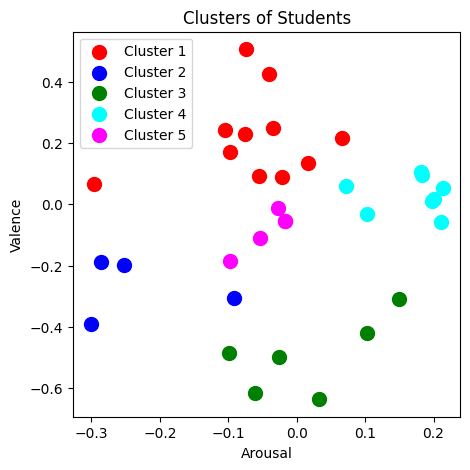 Clusters of Students
Cluster 1
Cluster 2
Cluster 3
Cluster 4
Cluster 5
Valence
0.4
0.2
0.0
−0.2
−0.4
−0.6
−0.3
−0.2
−0.1
0.0
0.1
0.2
Arousal